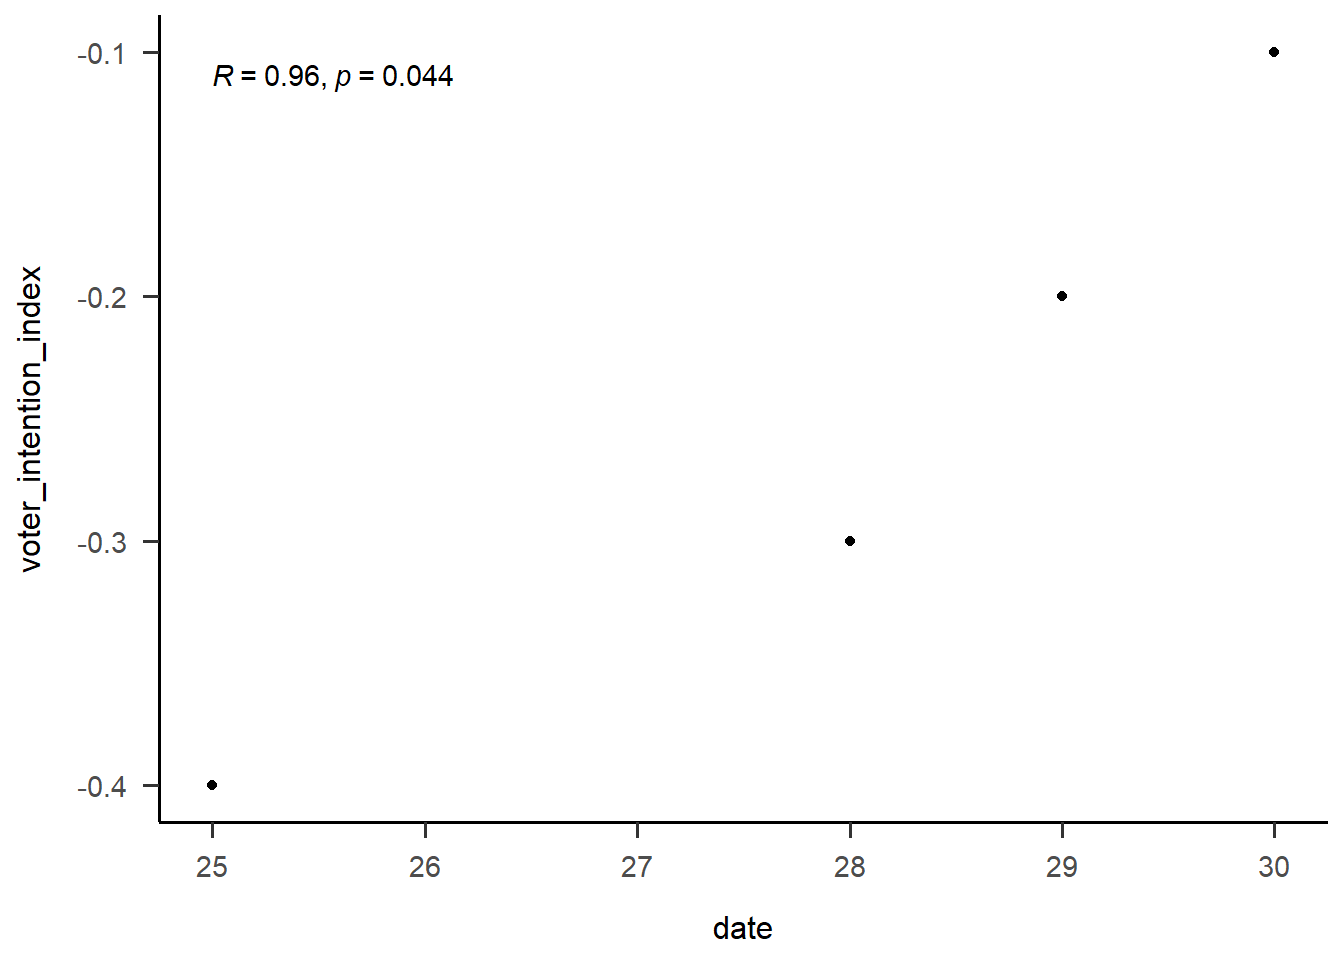 R = 0.96, p = 0.044
-0.1
-0.2
-0.3
-0.4
voter_intention_index
25 26 27 28 29 30
date